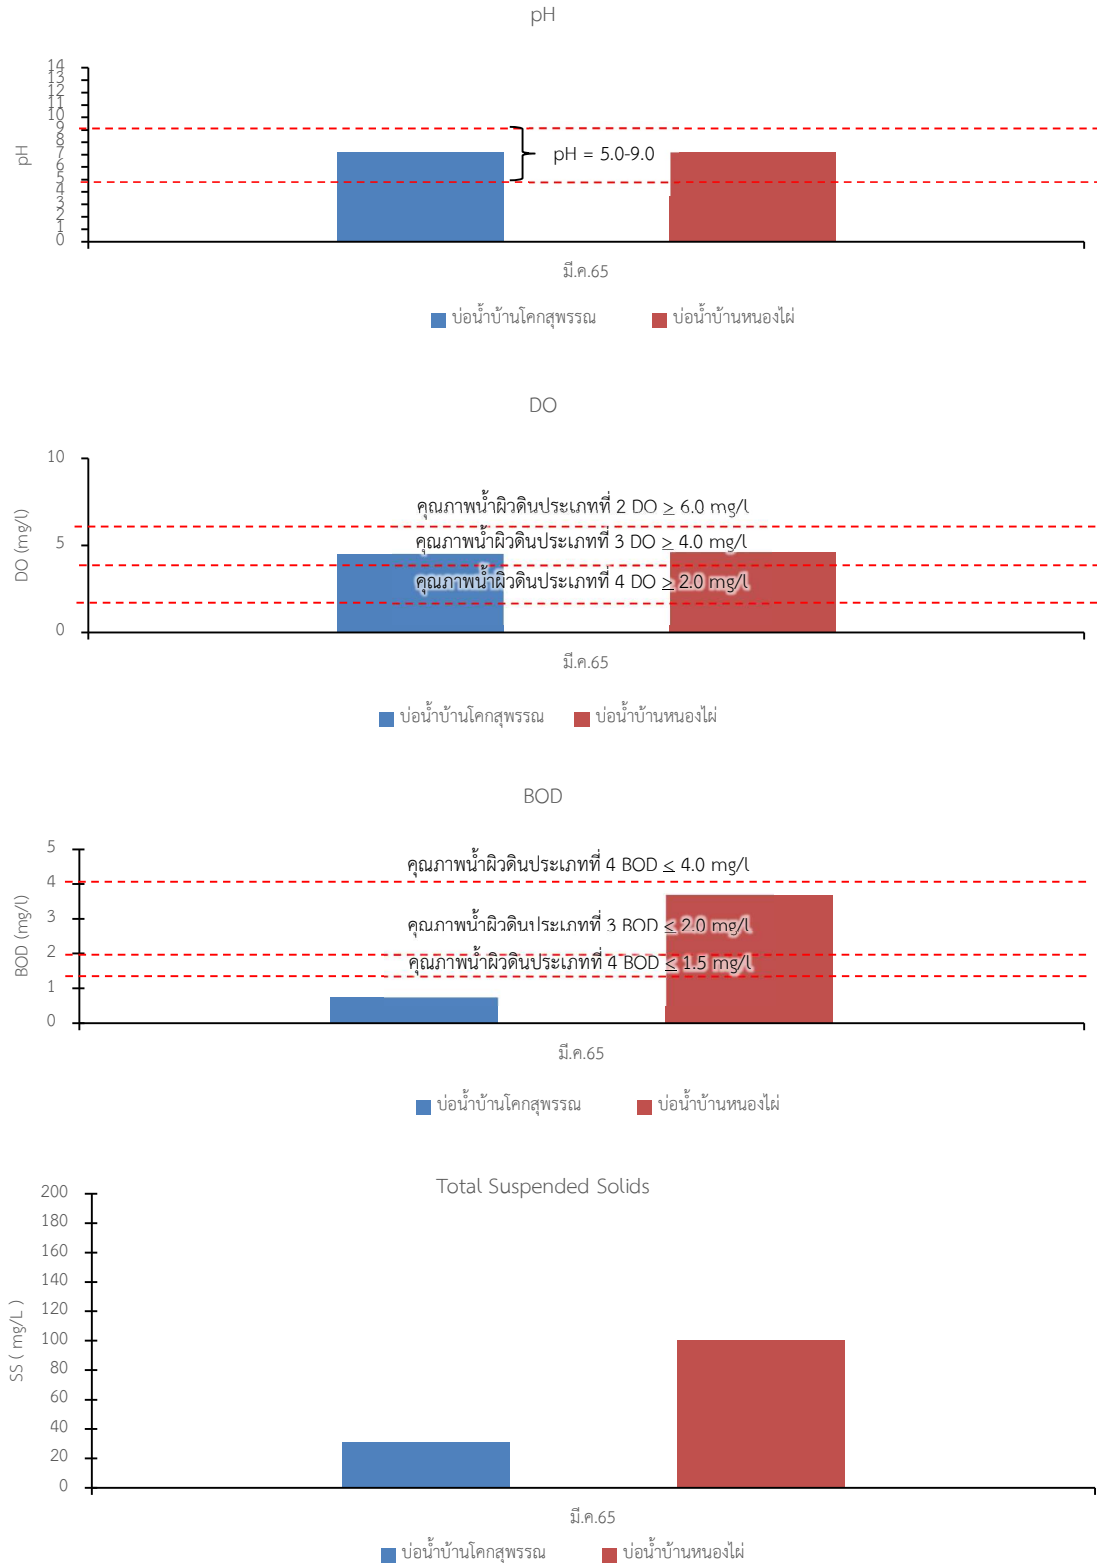 pH
14
13
12
11
10
9
8
7
6
5
4
3
2
1
0
pH
pH = 5.0-9.0
มี.ค.65
บ่อน้ำบ้านโคกสุพรรณ บ่อน้ำบ้านหนองไผ่
DO
10
5
0
DO (mg/l)
คุณภาพน้ำผิวดินประเภทที่ 2 DO ≥ 6.0 mg/l
คุณภาพน้ำผิวดินประเภทที่ 3 DO ≥ 4.0 mg/l
คุณภาพน้ำผิวดินประเภทที่ 4 DO ≥ 2.0 mg/l
มี.ค.65
บ่อน้ำบ้านโคกสุพรรณ บ่อน้ำบ้านหนองไผ่
BOD
5
4
3
2
1
0
BOD (mg/l)
คุณภาพน้ำผิวดินประเภทที่ 4 BOD ≤ 4.0 mg/l
คุณภาพน้ำผิวดินประเภทที่ 3 BOD ≤ 2.0 mg/l
คุณภาพน้ำผิวดินประเภทที่ 4 BOD ≤ 1.5 mg/l
มี.ค.65
บ่อน้ำบ้านโคกสุพรรณ บ่อน้ำบ้านหนองไผ่
Total Suspended Solids
200
180
160
140
120
100
80
60
40
20
0
SS ( mg/L )
มี.ค.65
บ่อน้ำบ้านโคกสุพรรณ บ่อน้ำบ้านหนองไผ่